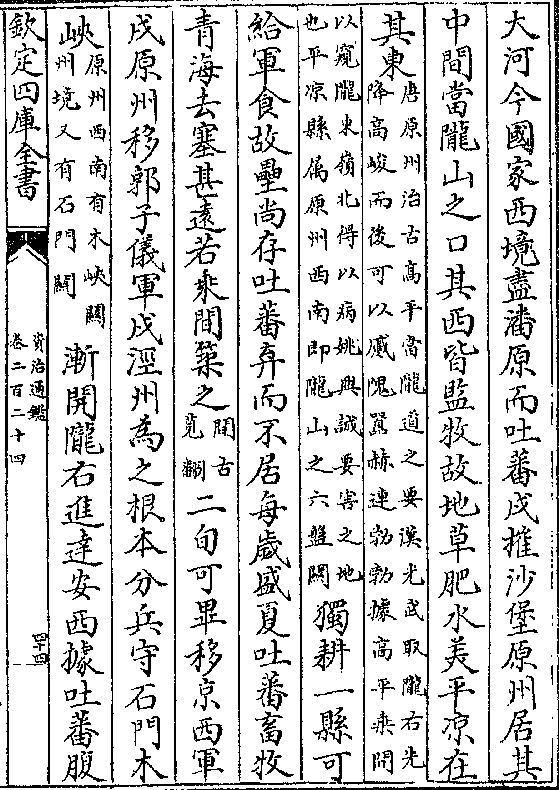 大河今國家西境盡潘原而吐蕃戍摧沙堡原州居其
中間當隴山之口其西皆監牧故地草肥水美平凉在
其東
唐原州治古高平當隴道之要漢光武取隴右先
降高峻而後可以隗囂赫連勃勃據高平乘間
以窺隴東嶺北得以病姚興誠要害之地
也平凉縣属原州西南即隴山之六盤關
獨耕一縣可
給軍食故壘尚存吐蕃弃而不居每歲盛夏吐蕃畜牧
青海去塞甚遠若乘間築之
間古
莧翻
二旬可畢移京西軍
戍原州移郭子儀軍戍涇州為之根本分兵守石門木
峽
原州西南有木峽關
州境又有石門關
漸開隴右進達安西據吐蕃腹
欽定四庫全書
資治通鑑
卷二百二十四
四十四